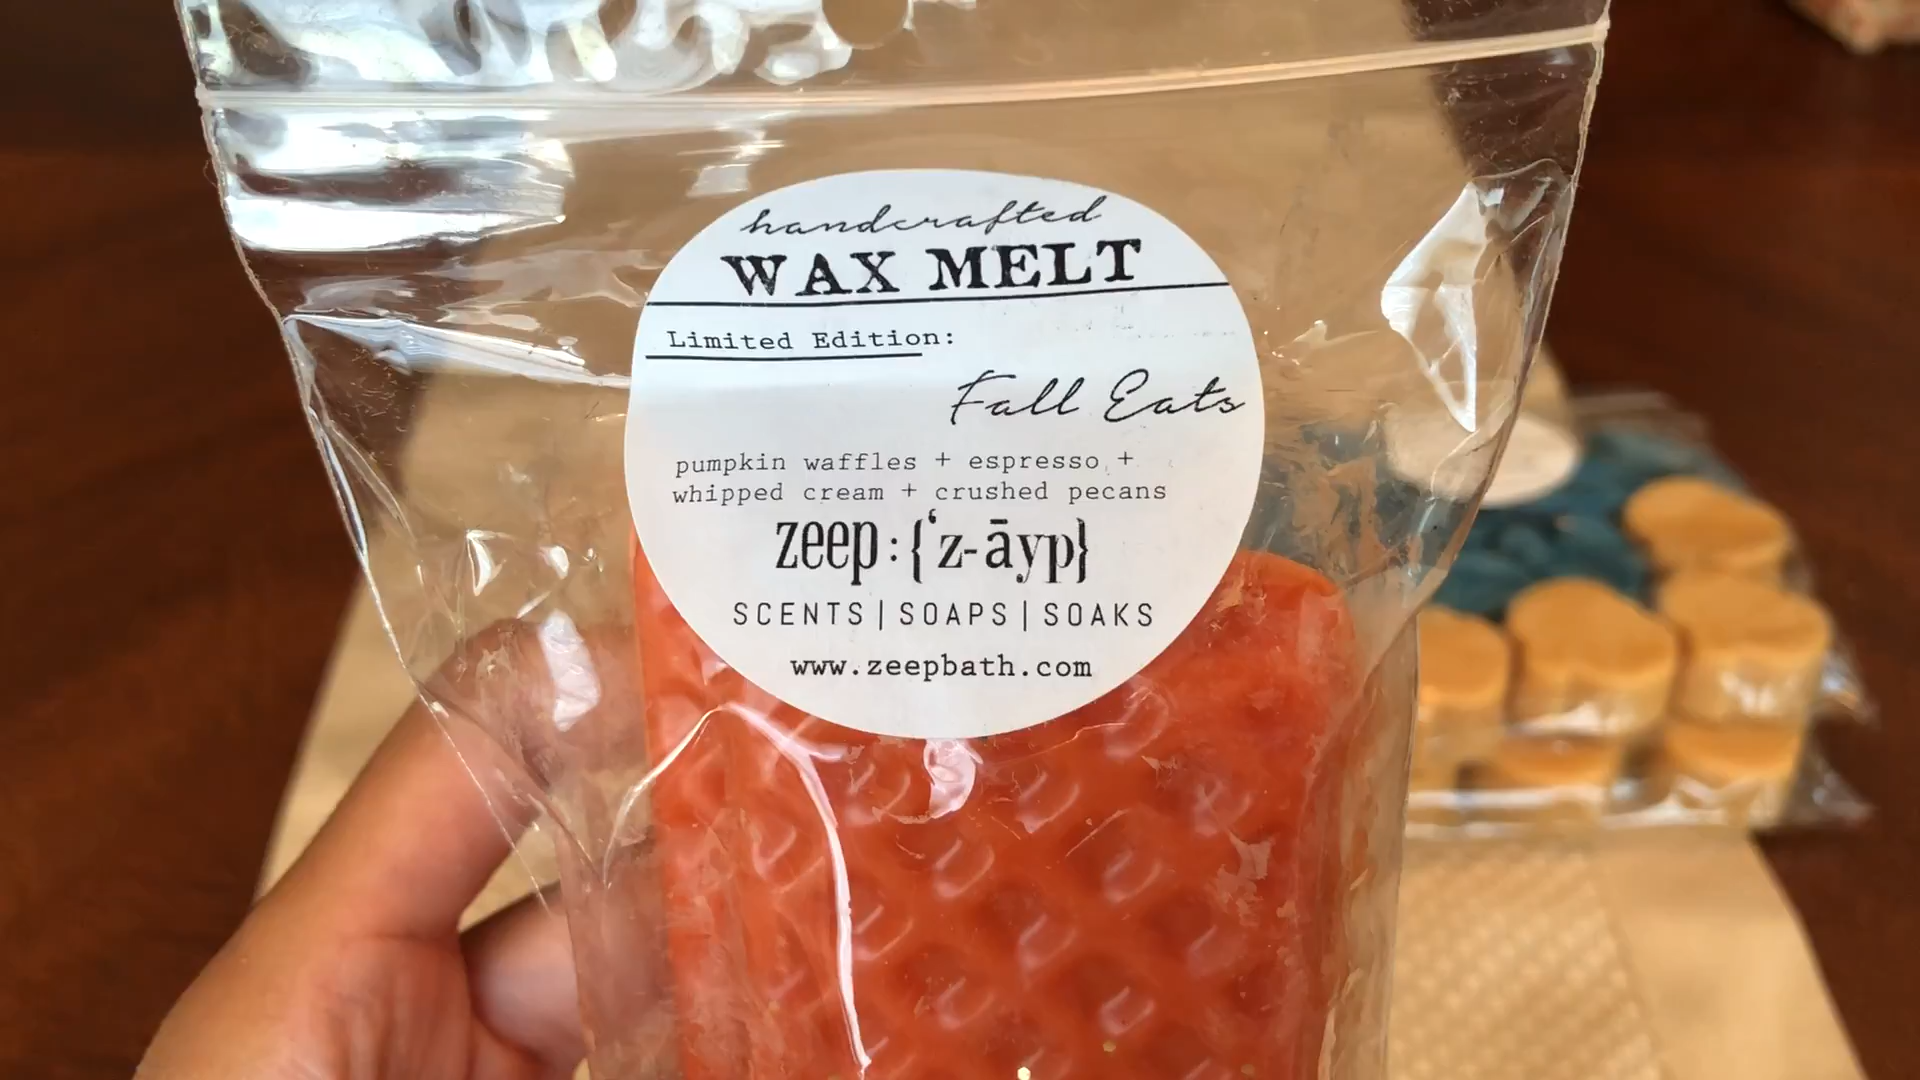 handcrafted
WAX MELT
Limited Edition:
Fall Eats
pumpkin waffles + espresso +
whipped cream + crushed pecans
zeep:{'z-āyp}
SCENTS|SOAPS|SOAKS
www.zeepbath.com